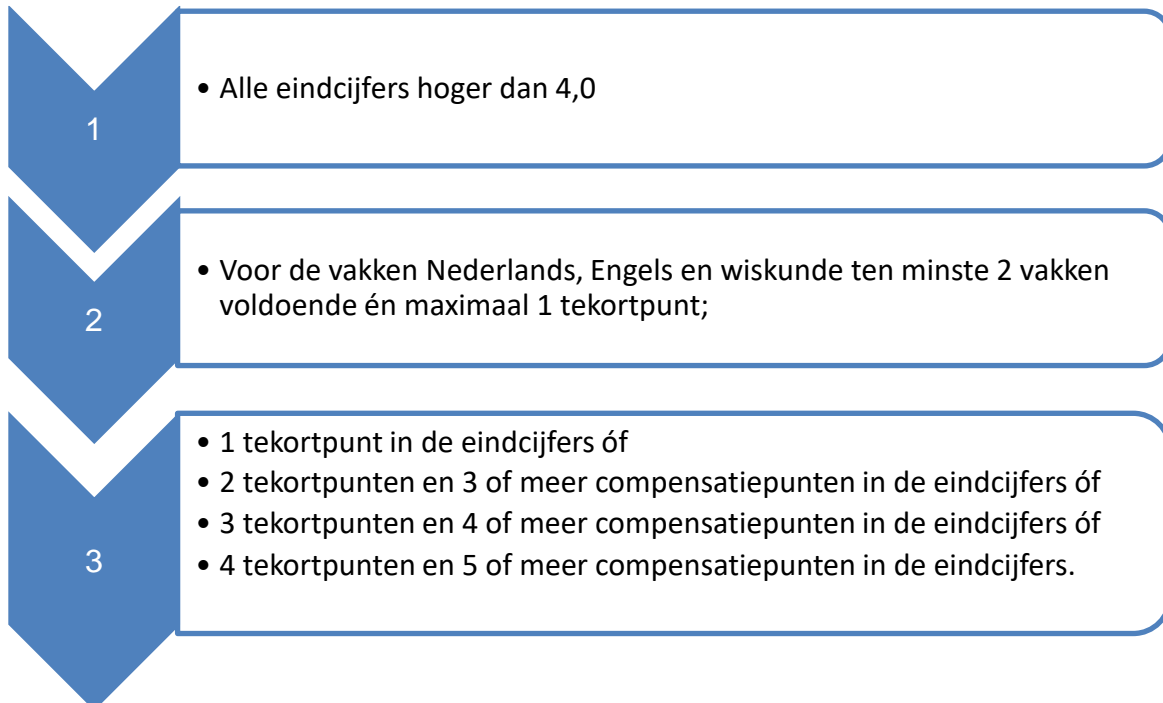 1
• Alle eindcijfers hoger dan 4,0
2
• Voor de vakken Nederlands, Engels en wiskunde ten minste 2 vakken
voldoende én maximaal 1 tekortpunt;
3
• 1 tekortpunt in de eindcijfers óf
• 2 tekortpunten en 3 of meer compensatiepunten in de eindcijfers óf
• 3 tekortpunten en 4 of meer compensatiepunten in de eindcijfers óf
• 4 tekortpunten en 5 of meer compensatiepunten in de eindcijfers.